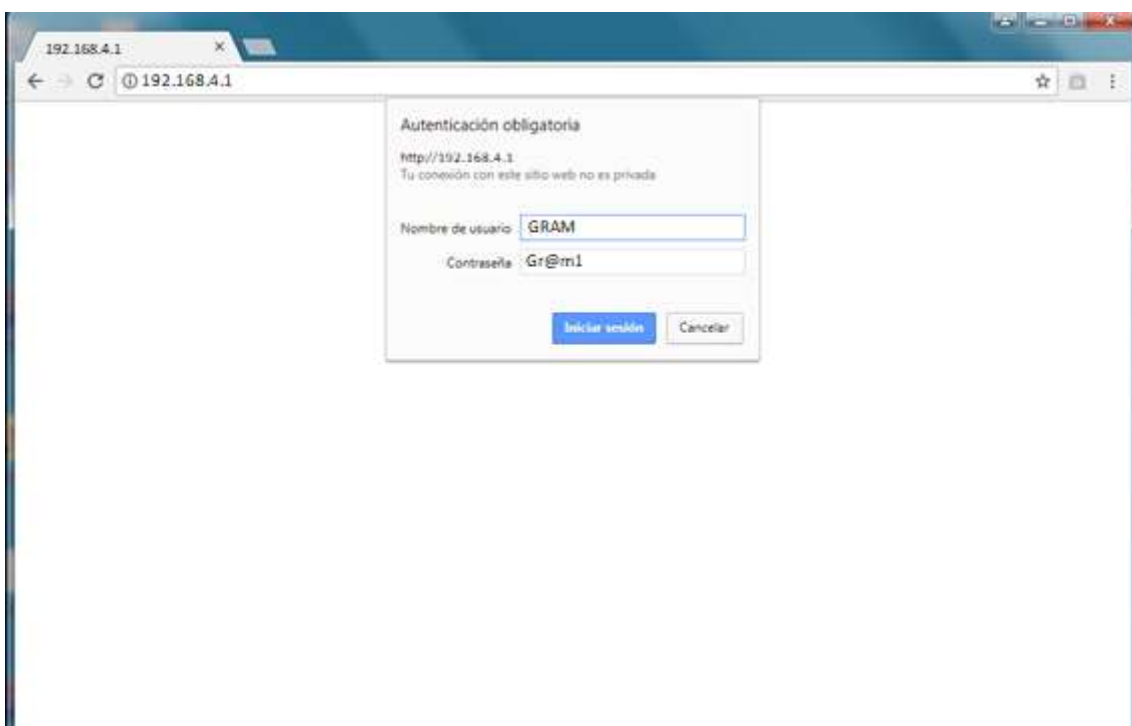 192.168.4.1
192.168.4.1
Autenticación obligatoria
http://192.168.4.1
Tu conexión con este sitio web no es privada
Nombre de usuario GRAM
Contraseña Gr@m1
Iniciar sesión Cancelar